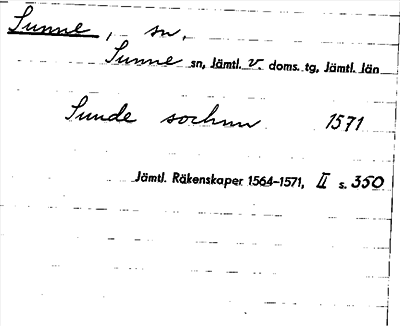 Sunne, sn.
Sunne sn, Jämtl. v. doms. tg, Jämtl. län
Sunde sochnn 1571
Jämtl. Räkenskaper 1564-1571, II s. 350